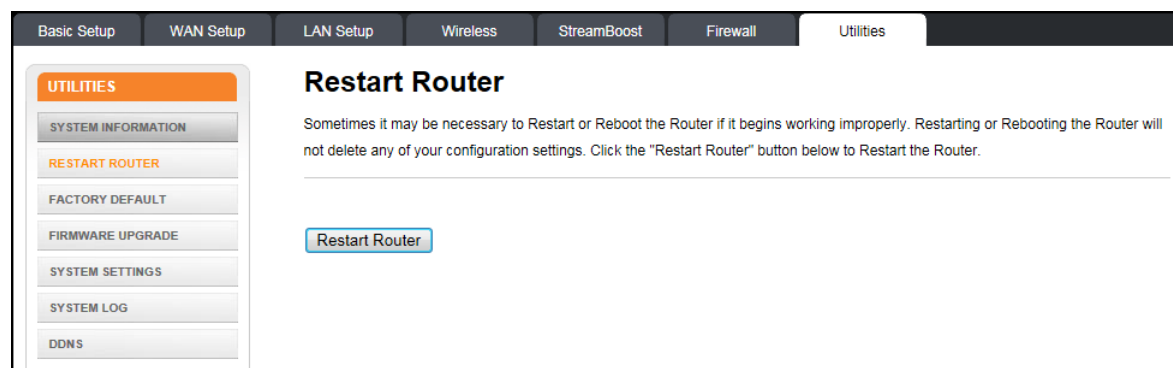 Basic Setup
WAN Setup
LAN Setup
Wireless
StreamBoost
Firewall
Utilities
UTILITIES
SYSTEM INFORMATION
RESTART ROUTER
FACTORY DEFAULT
FIRMWARE UPGRADE
SYSTEM SETTINGS
SYSTEM LOG
DDNS
Restart Router
Sometimes it may be necessary to Restart or Reboot the Router if it begins working improperly. Restarting or Rebooting the Router will
not delete any of your configuration settings. Click the "Restart Router" button below to Restart the Router.
Restart Router